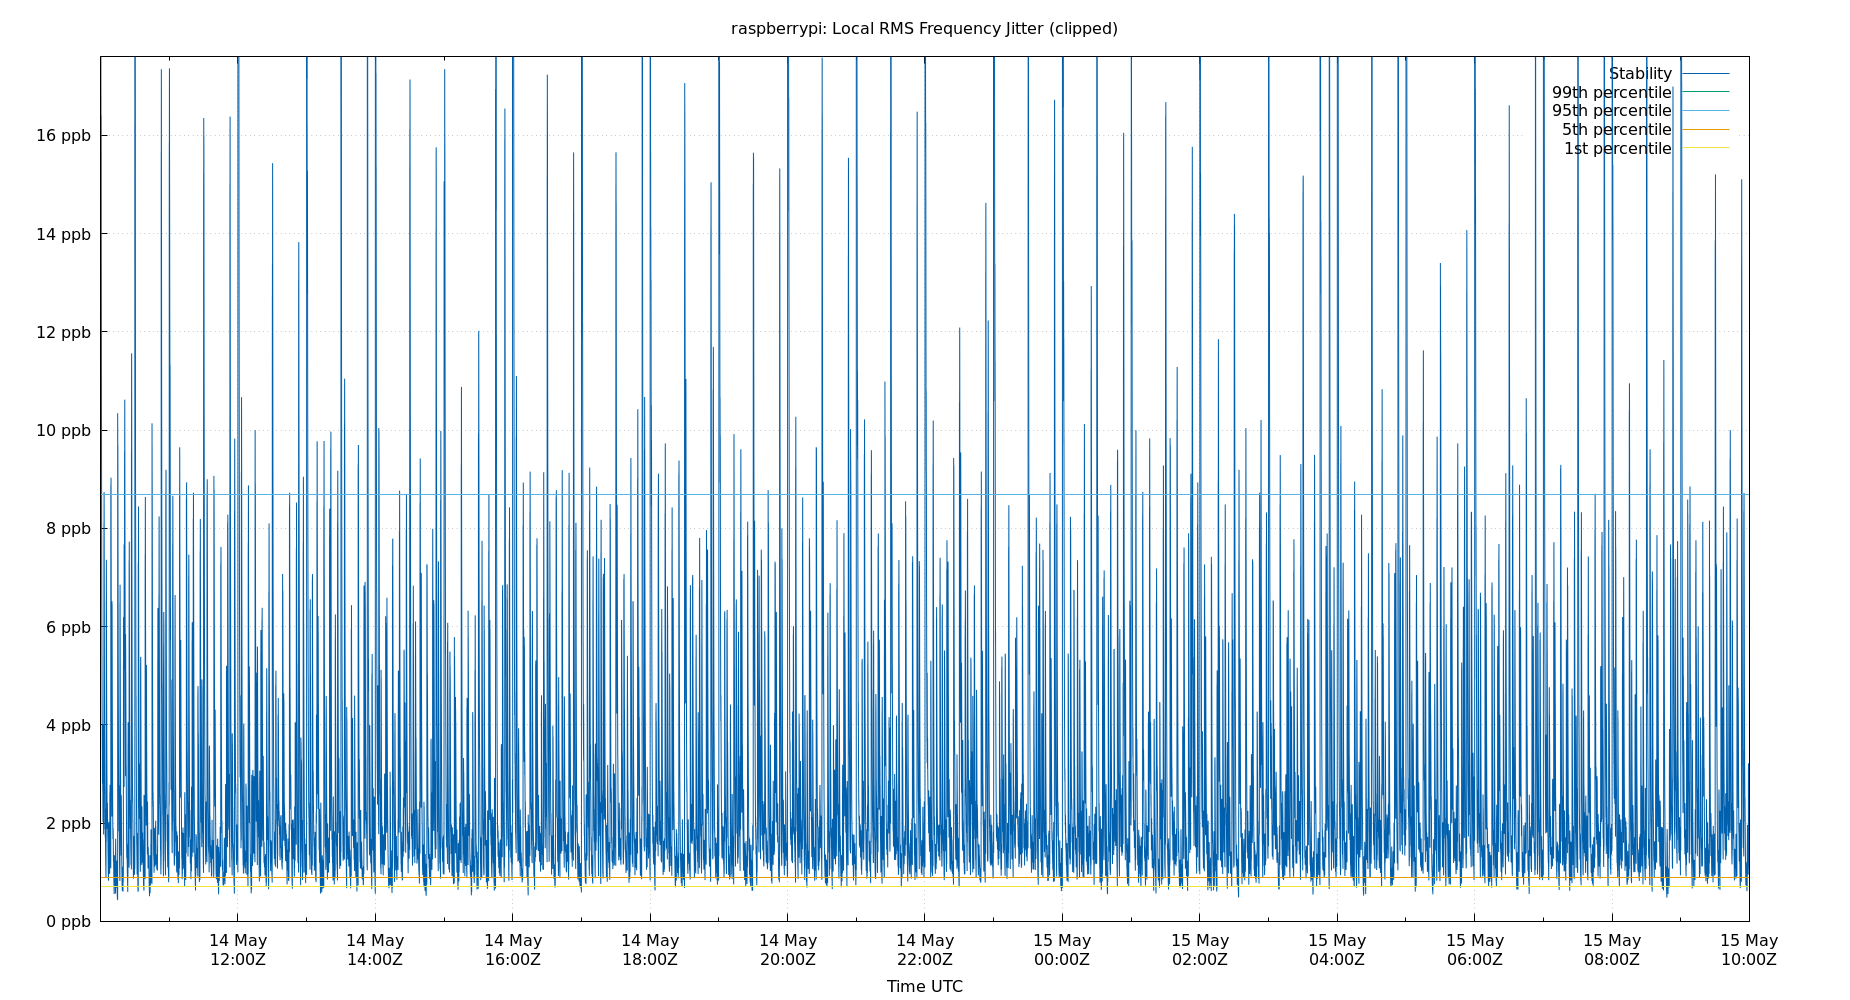 raspberrypi: Local RMS Frequency Jitter (clipped)
Stability
99th percentile
95th percentile
5th percentile
1st percentile
16 ppb
14 ppb
12 ppb
10 ppb
8 ppb
6 ppb
4 ppb
2 ppb
0 ppb
14 May 14 May 14 May 14 May 14 May 14 May 15 May 15 May 15 May 15 May 15 May 15 May
12:00Z 14:00Z 16:00Z 18:00Z 20:00Z 22:00Z 00:00Z 02:00Z 04:00Z 06:00Z 08:00Z 10:00Z
Time UTC